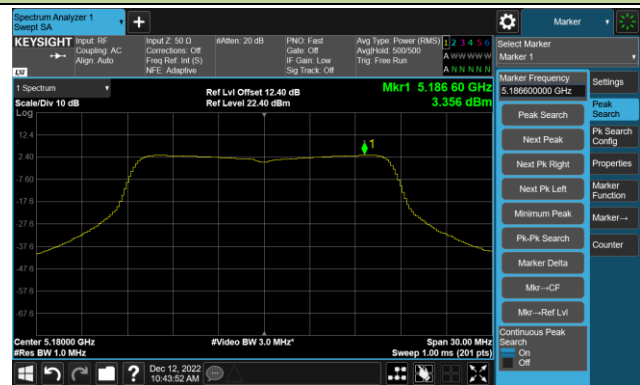 Spectrum Analyzer 1
Swept SA
+
Marker
KEYSIGHT
Input: RF
Coupling: AC
Align: Auto
Input Z: 50 Ω
Corrections: Off
Freq Ref: Int (S)
NFE: Adaptive
#Atten: 20 dB
PNO: Fast
Gate: Off
IF Gain: Low
Sig Track: Off
Avg Type: Power (RMS)
Avg|Hold: 500/500
Trig: Free Run
1 2 3 4 5 6
A W W W W W
A N N N N N
LXI
Select Marker
Marker 1
1 Spectrum
Scale/Div 10 dB
Ref Lvl Offset 12.40 dB
Ref Level 22.40 dBm
Mkr1 5.186 60 GHz
3.356 dBm
Log
12.4
2.40
-7.60
-17.6
-27.6
-37.6
-47.6
-57.6
-67.6
1
Center 5.18000 GHz
#Res BW 1.0 MHz
#Video BW 3.0 MHz*
Span 30.00 MHz
Sweep 1.00 ms (201 pts)
Marker Frequency
5.186600000 GHz
Peak Search
Next Peak
Next Pk Right
Next Pk Left
Minimum Peak
Pk-Pk Search
Marker Delta
Mkr→CF
Mkr→Ref Lvl
Continuous Peak
Search
On
Off
Settings
Peak
Search
Pk Search
Config
Properties
Marker
Function
Marker→
Counter
?
Dec 12, 2022
10:43:52 AM